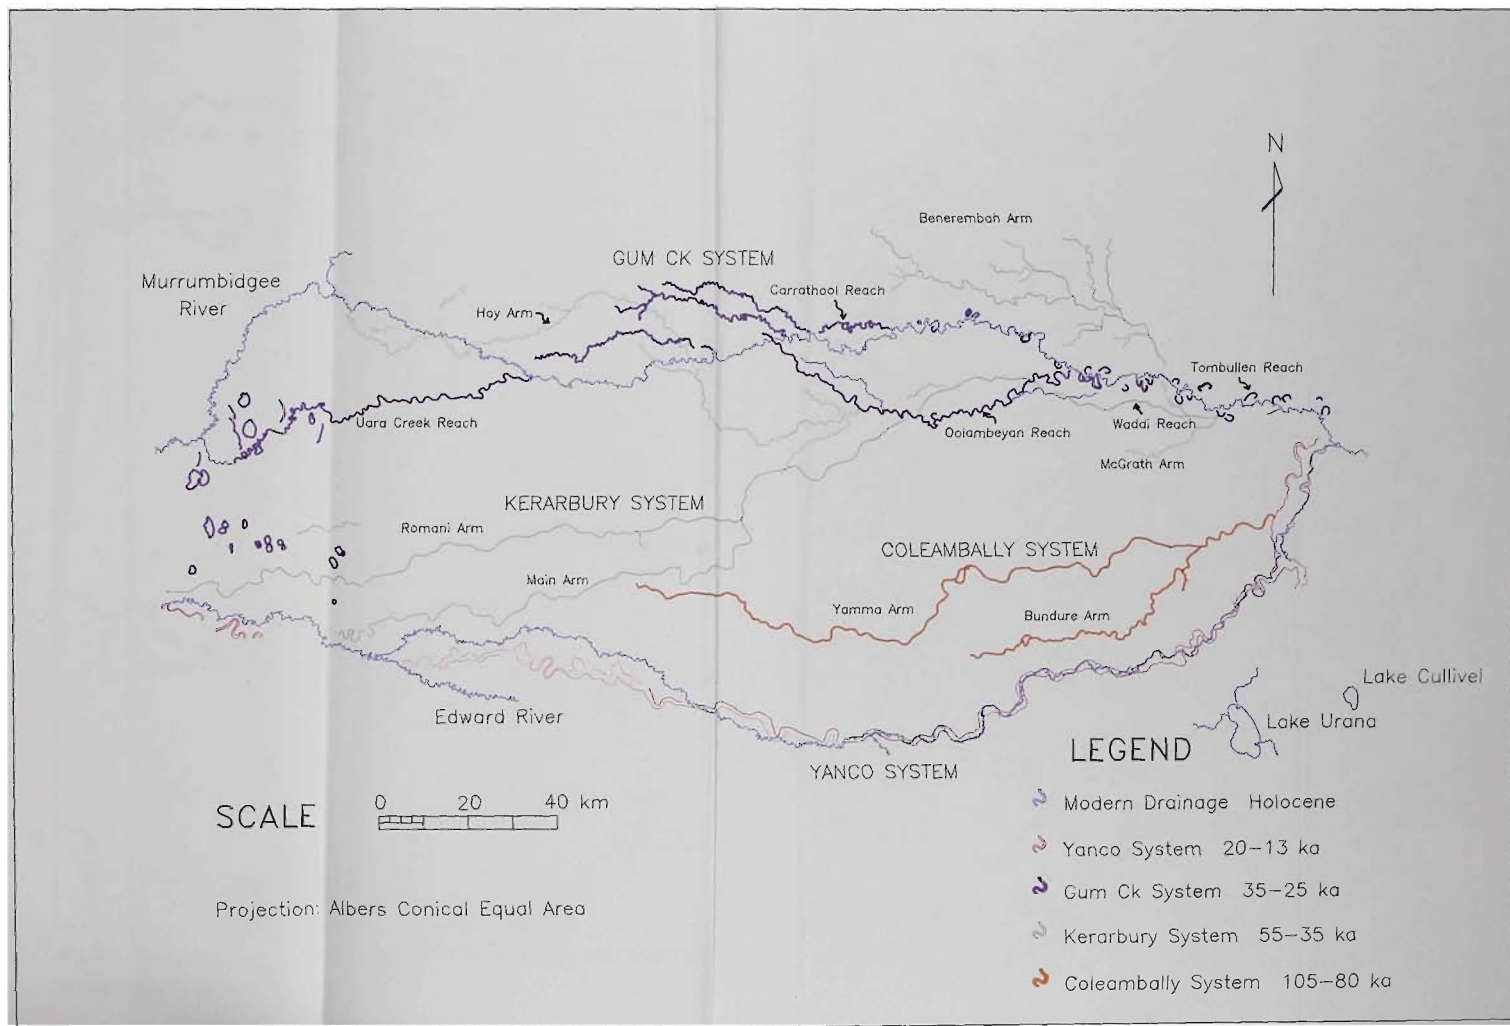 N
Benerembah Arm
GUM CK SYSTEM
Murrumbidgee
River
Carrathool Reach
Hay Arm
Tombullen Reach
Uara Creek Reach
Oolambeyan Reach
Waddi Reach
McGrath Arm
KERARBURY SYSTEM
Romani Arm
COLEAMBALLY SYSTEM
Main Arm
Yamma Arm
Bundure Arm
Lake Cullivel
Edward River
Lake Urana
LEGEND
YANCO SYSTEM
Modern Drainage Holocene
SCALE
0 20 40 km
Yanco System 20-13 ka
Gum Ck System 35-25 ka
Projection: Albers Conical Equal Area
Kerarbury System 55-35 ka
Coleambally System 105-80 ka